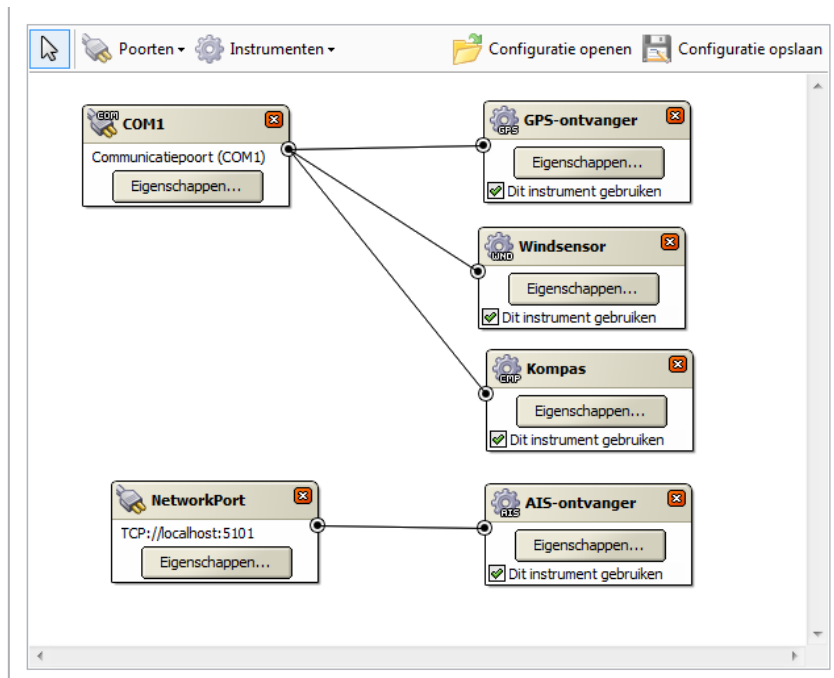 Poorten Instrumenten Configuratie openen Configuratie opslaan
COM COM1
Communicatiepoort (COM1)
Eigenschappen...
GPS GPS-ontvanger
Eigenschappen...
Dit instrument gebruiken
WND Windsensor
Eigenschappen...
Dit instrument gebruiken
CMP Kompas
Eigenschappen...
Dit instrument gebruiken
NetworkPort
TCP://localhost:5101
Eigenschappen...
AIS AIS-ontvanger
Eigenschappen...
Dit instrument gebruiken